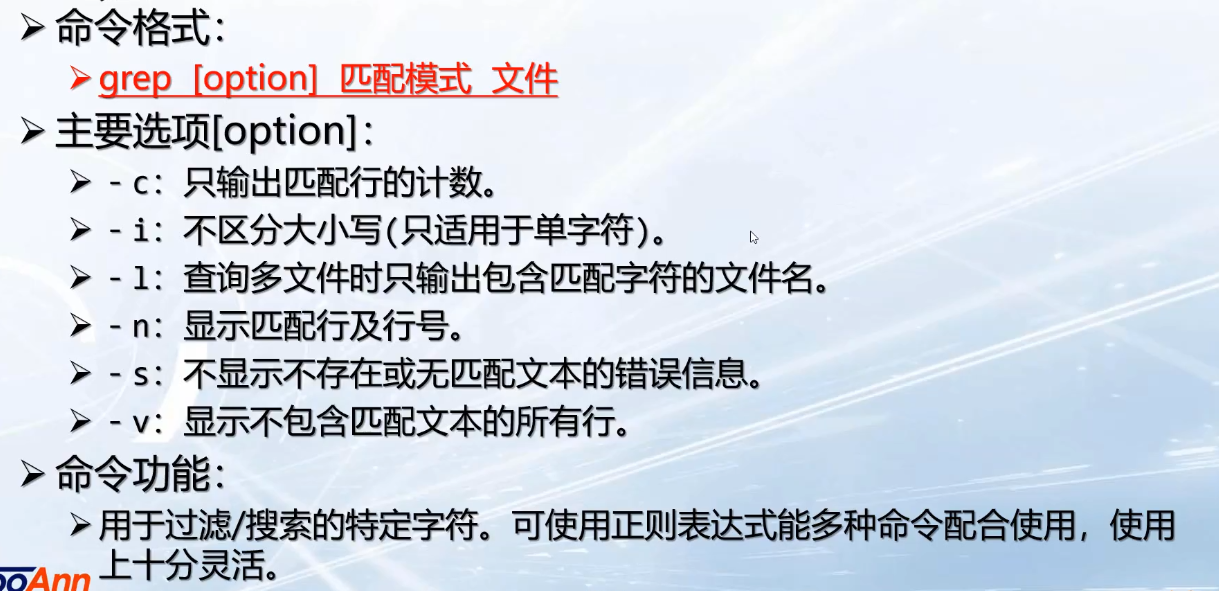 命令格式：
grep [option] 匹配模式 文件
主要选项[option]：
-c：只输出匹配行的计数。
-i：不区分大小写(只适用于单字符)。
-l：查询多文件时只输出包含匹配字符的文件名。
-n：显示匹配行及行号。
-s：不显示不存在或无匹配文本的错误信息。
-v：显示不包含匹配文本的所有行。
命令功能：
用于过滤/搜索的特定字符。可使用正则表达式能多种命令配合使用，使用
上十分灵活。
ooAnn